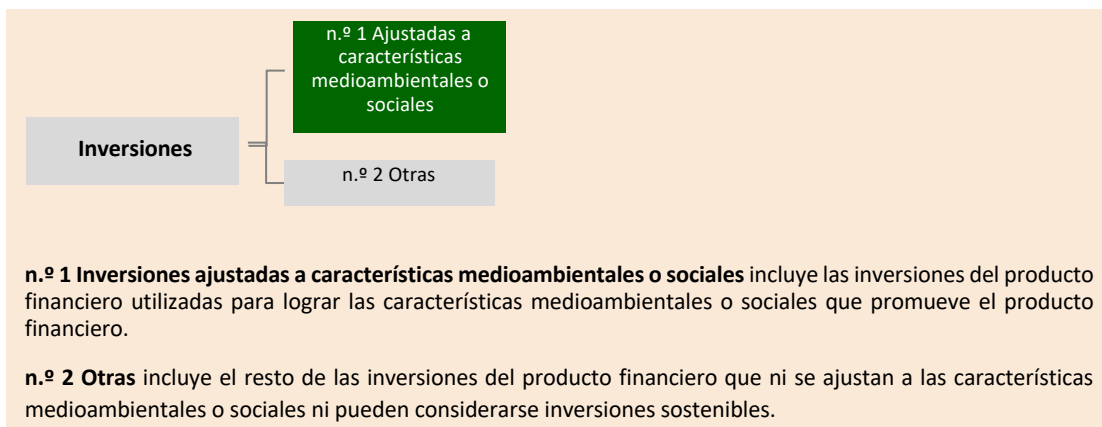 n.º 1 Ajustadas a
características
medioambientales o
sociales
Inversiones
n.º 2 Otras
n.º 1 Inversiones ajustadas a características medioambientales o sociales incluye las inversiones del producto
financiero utilizadas para lograr las características medioambientales o sociales que promueve el producto
financiero.
n.º 2 Otras incluye el resto de las inversiones del producto financiero que ni se ajustan a las características
medioambientales o sociales ni pueden considerarse inversiones sostenibles.